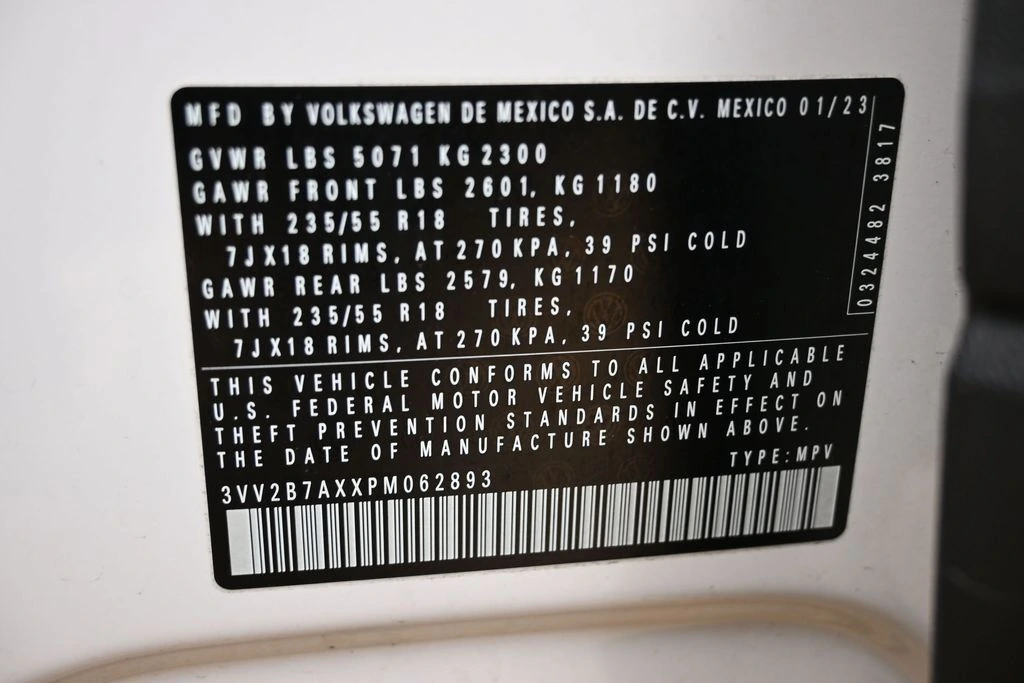 MFD BY VOLKSWAGEN DE MEXICO S.A. DE C.V. MEXICO 01/23
GVWR LBS 5071 KG 2300
GAWR FRONT LBS 2601, KG 1180
WITH 235/55 R18 TIRES,
7JX18 RIMS, AT 270 KPA, 39 PSI COLD
GAWR REAR LBS 2579, KG 1170
WITH 235/55 R18 TIRES,
7JX18 RIMS, AT 270 KPA, 39 PSI COLD
0324482 3817
THIS VEHICLE CONFORMS TO ALL APPLICABLE
U.S. FEDERAL MOTOR VEHICLE SAFETY AND
THEFT PREVENTION STANDARDS IN EFFECT ON
THE DATE OF MANUFACTURE SHOWN ABOVE.
TYPE: MPV
3VV2B7AXXPM062893